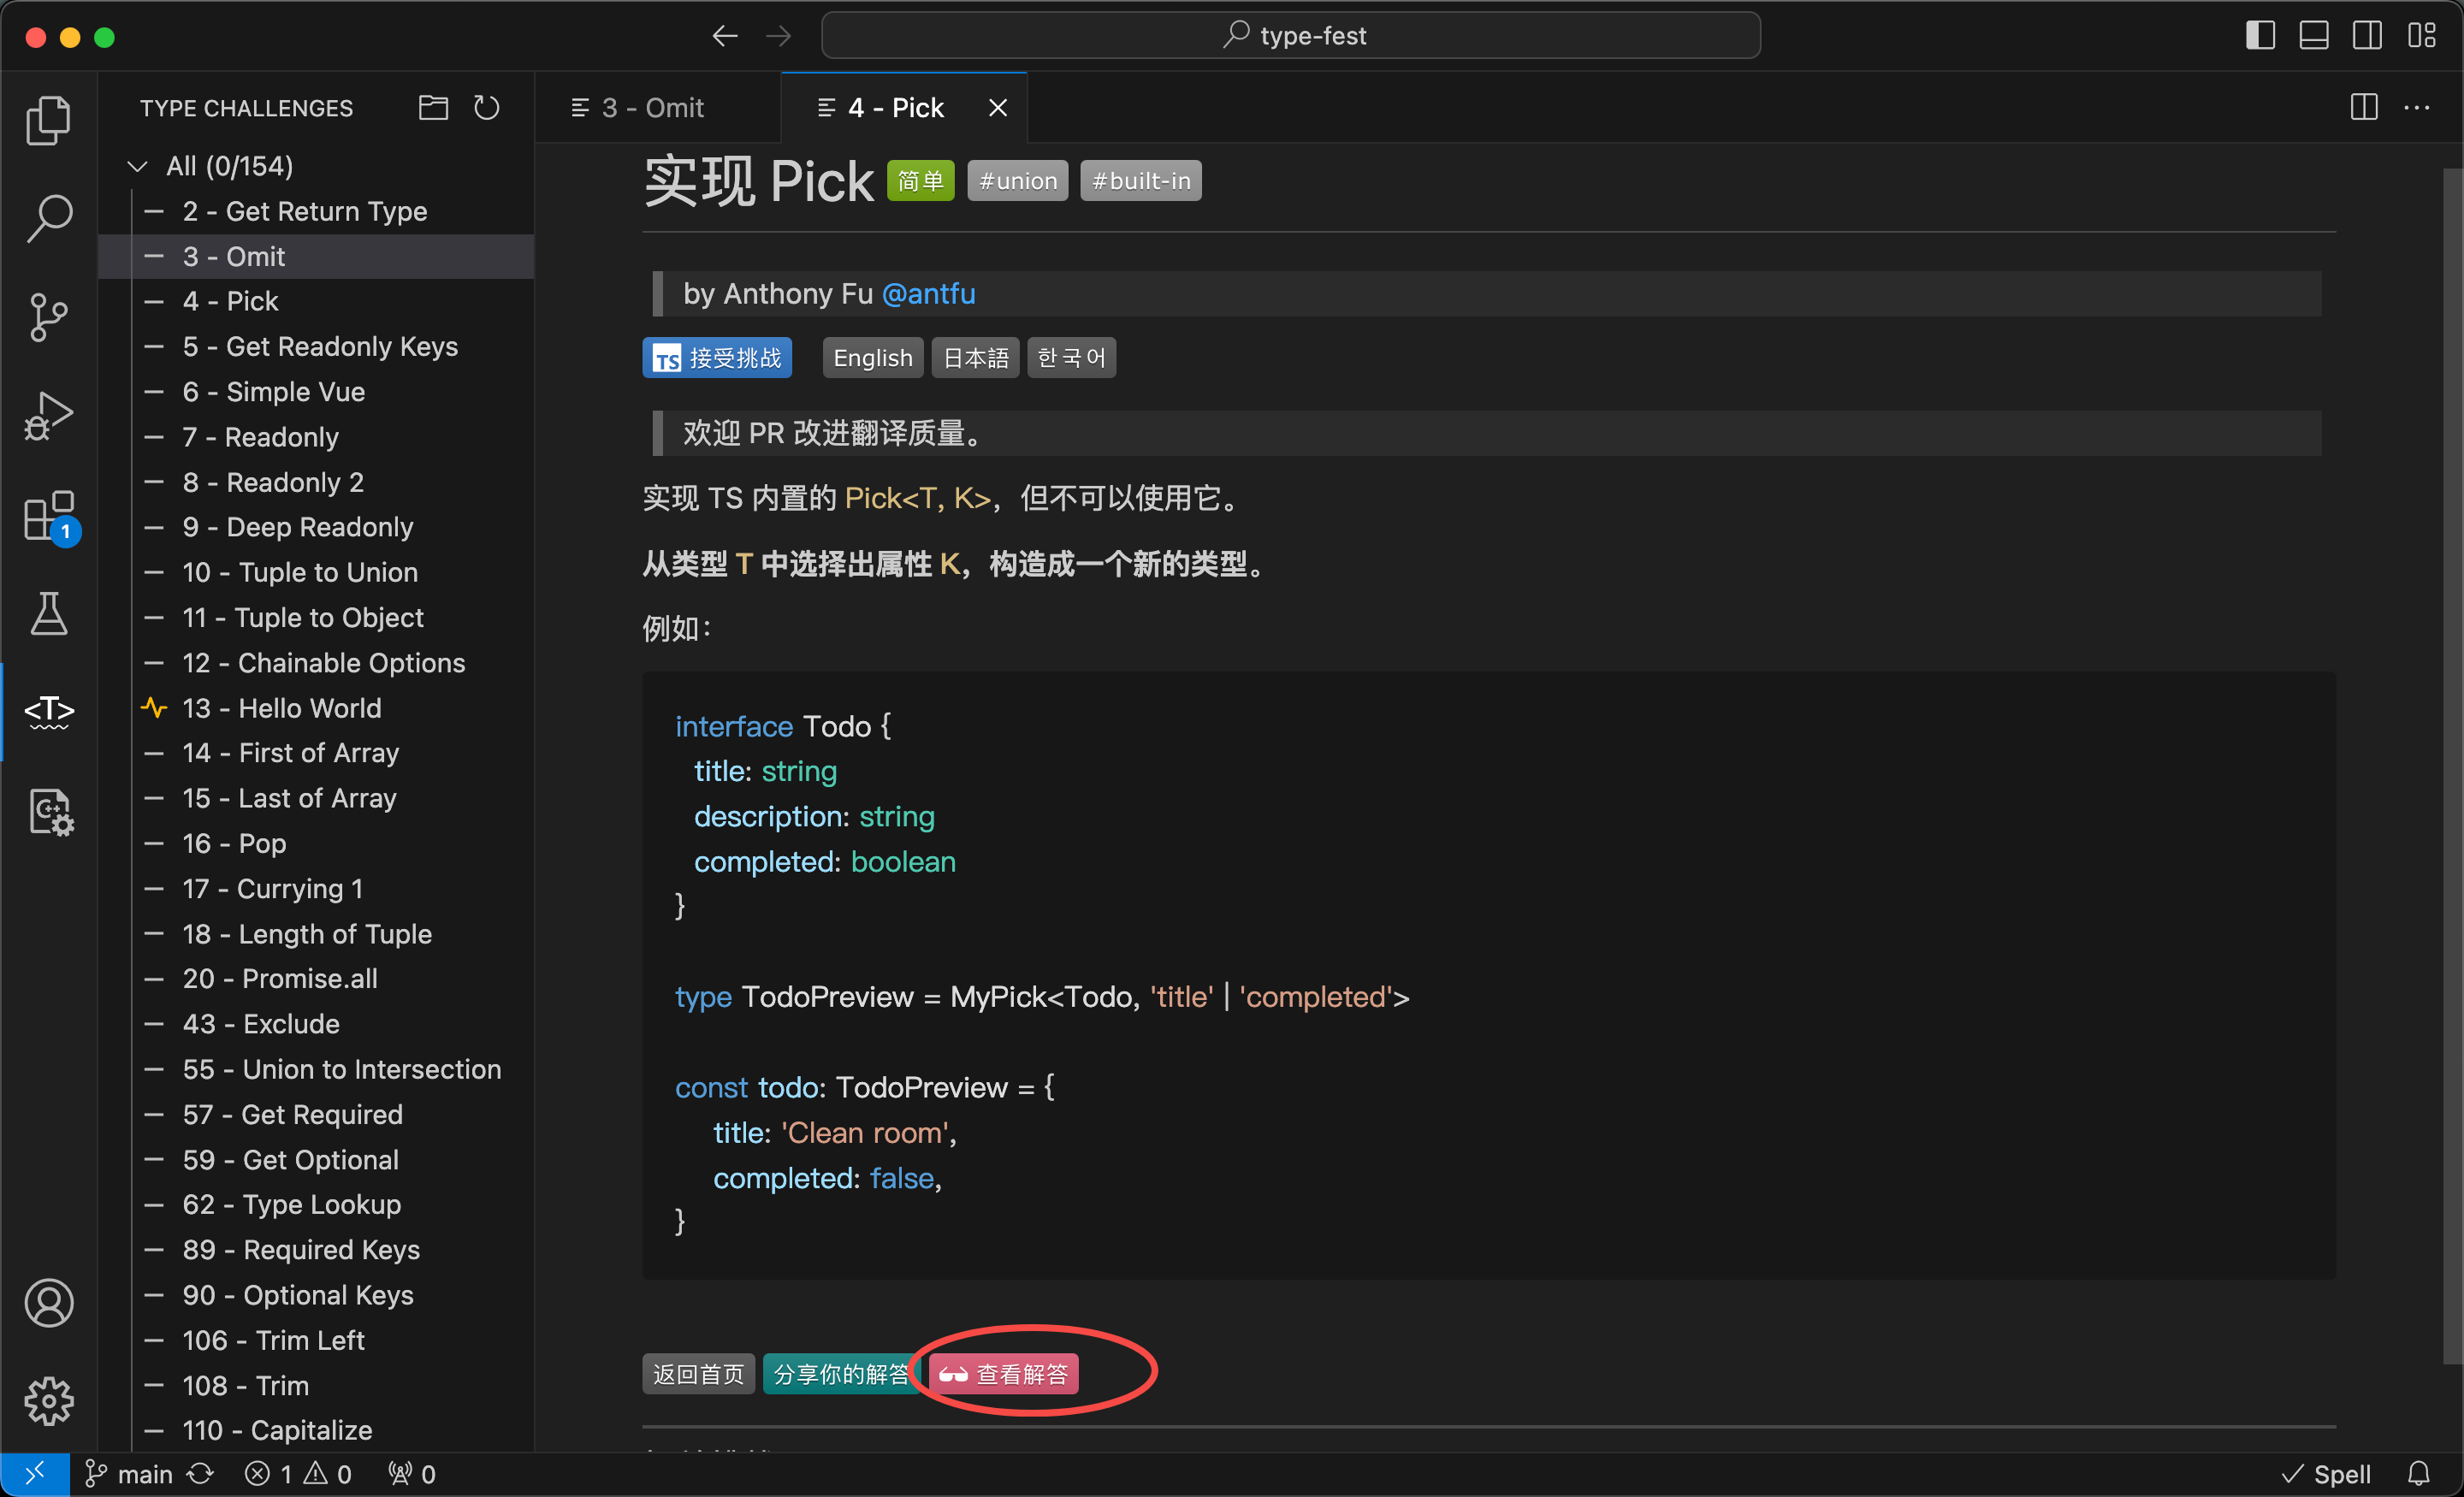 type-fest
TYPE CHALLENGES
All (0/154)
2 - Get Return Type
3 - Omit
4 - Pick
5 - Get Readonly Keys
6 - Simple Vue
7 - Readonly
8 - Readonly 2
9 - Deep Readonly
10 - Tuple to Union
11 - Tuple to Object
12 - Chainable Options
13 - Hello World
14 - First of Array
15 - Last of Array
16 - Pop
17 - Currying 1
18 - Length of Tuple
20 - Promise.all
43 - Exclude
55 - Union to Intersection
57 - Get Required
59 - Get Optional
62 - Type Lookup
89 - Required Keys
90 - Optional Keys
106 - Trim Left
108 - Trim
110 - Capitalize
1
<T>
C++
3 - Omit
4 - Pick
实现 Pick 简单 #union #built-in
by Anthony Fu @antfu
TS 接受挑战 English 日本語 한국어
欢迎 PR 改进翻译质量。
实现 TS 内置的 Pick<T, K>，但不可以使用它。
从类型 T 中选择出属性 K，构造成一个新的类型。
例如：
interface Todo {
title: string
description: string
completed: boolean
}
type TodoPreview = MyPick<Todo, 'title' | 'completed'>
const todo: TodoPreview = {
title: 'Clean room',
completed: false,
}
返回首页 分享你的解答 查看解答
main 1 0 0 Spell